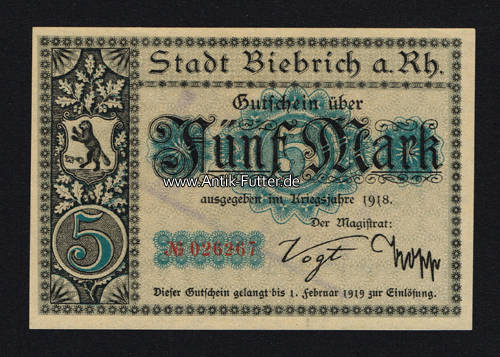 Stadt Biebrich a. Rh.
Gutschein über
Fünf Mark
5
www.Antik-Futter.de
ausgegeben im Kriegsjahre 1918.
Der Magistrat:
5
№ 026267
Vogt
Dieser Gutschein gelangt bis 1. Februar 1919 zur Einlösung.